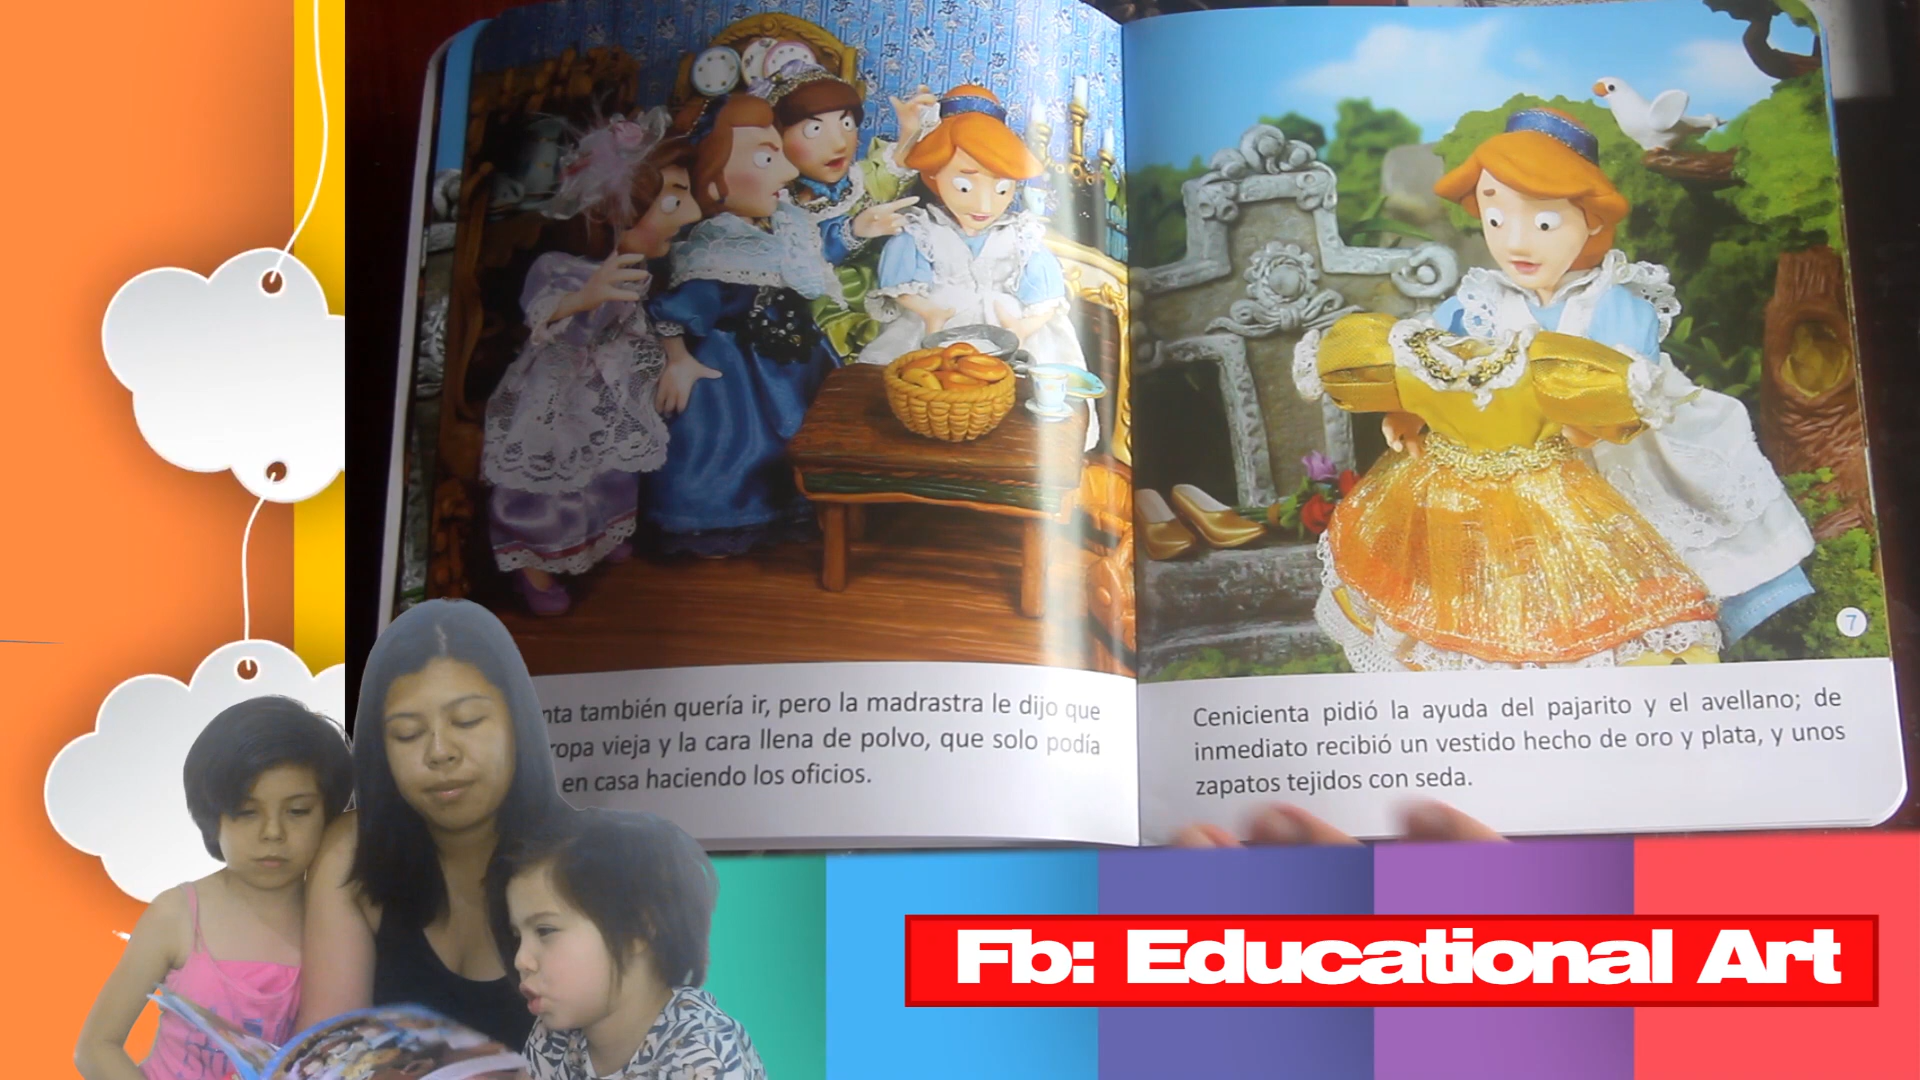 también quería ir, pero la madrastra le dijo que
ropa vieja y la cara llena de polvo, que solo podía
en casa haciendo los oficios.
7
Cenicienta pidió la ayuda del pajarito y el avellano; de
inmediato recibió un vestido hecho de oro y plata, y unos
zapatos tejidos con seda.
Fb: Educational Art